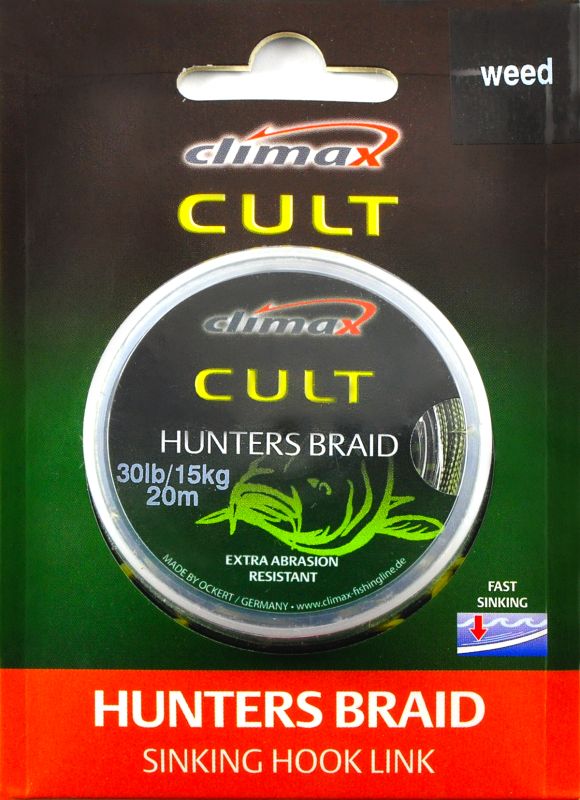 weed
climax
CULT
climax
CULT
HUNTERS BRAID
30lb/15kg
20m
EXTRA ABRASION
RESISTANT
MADE BY OCKERT / GERMANY • www.climax-fishingline.de
FAST
SINKING
HUNTERS BRAID
SINKING HOOK LINK